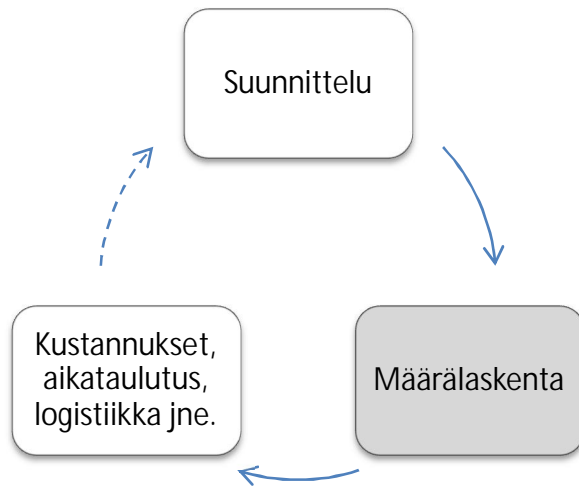 Suunnittelu
Määrälaskenta
Kustannukset,
aikataulutus,
logistiikka jne.